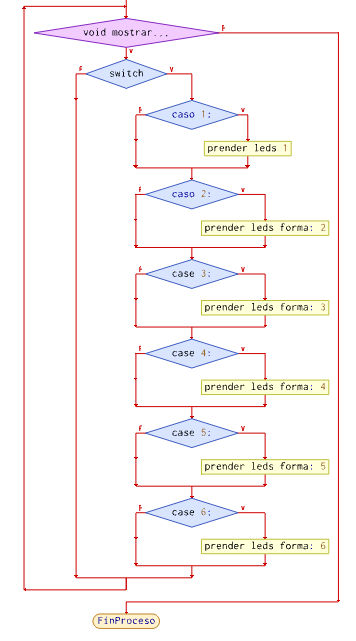 F
void mostrar...
V
F
V
switch
F
V
caso 1:
prender leds 1
F
V
caso 2:
prender leds forma: 2
F
V
case 3:
prender leds forma: 3
F
V
case 4:
prender leds forma: 4
F
V
case 5:
prender leds forma: 5
F
V
case 6:
prender leds forma: 6
FinProceso